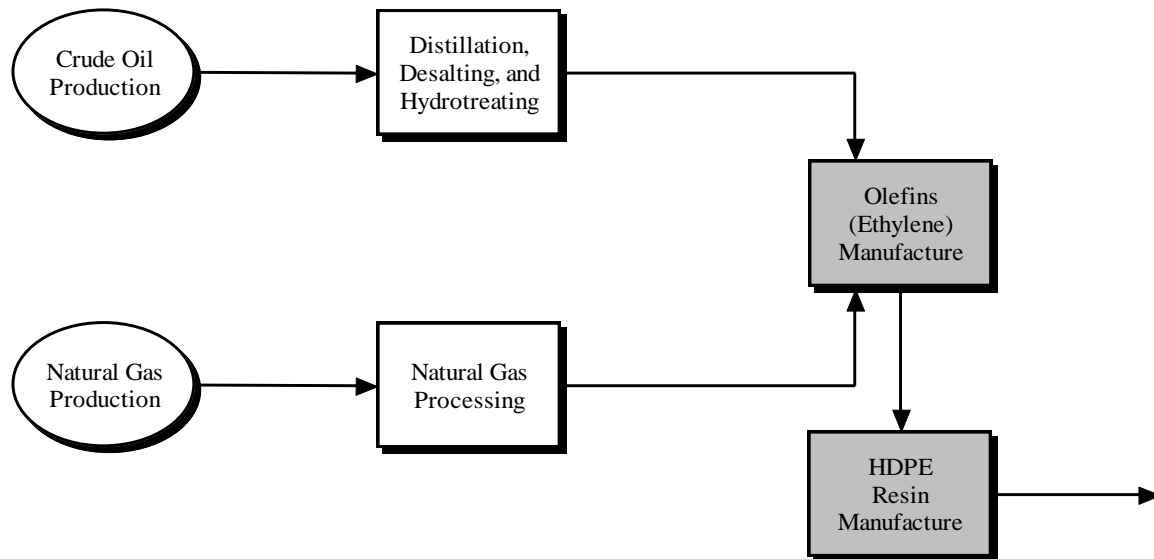 Crude Oil
Production
Distillation,
Desalting, and
Hydrotreating
Olefins
(Ethylene)
Manufacture
Natural Gas
Production
Natural Gas
Processing
HDPE
Resin
Manufacture